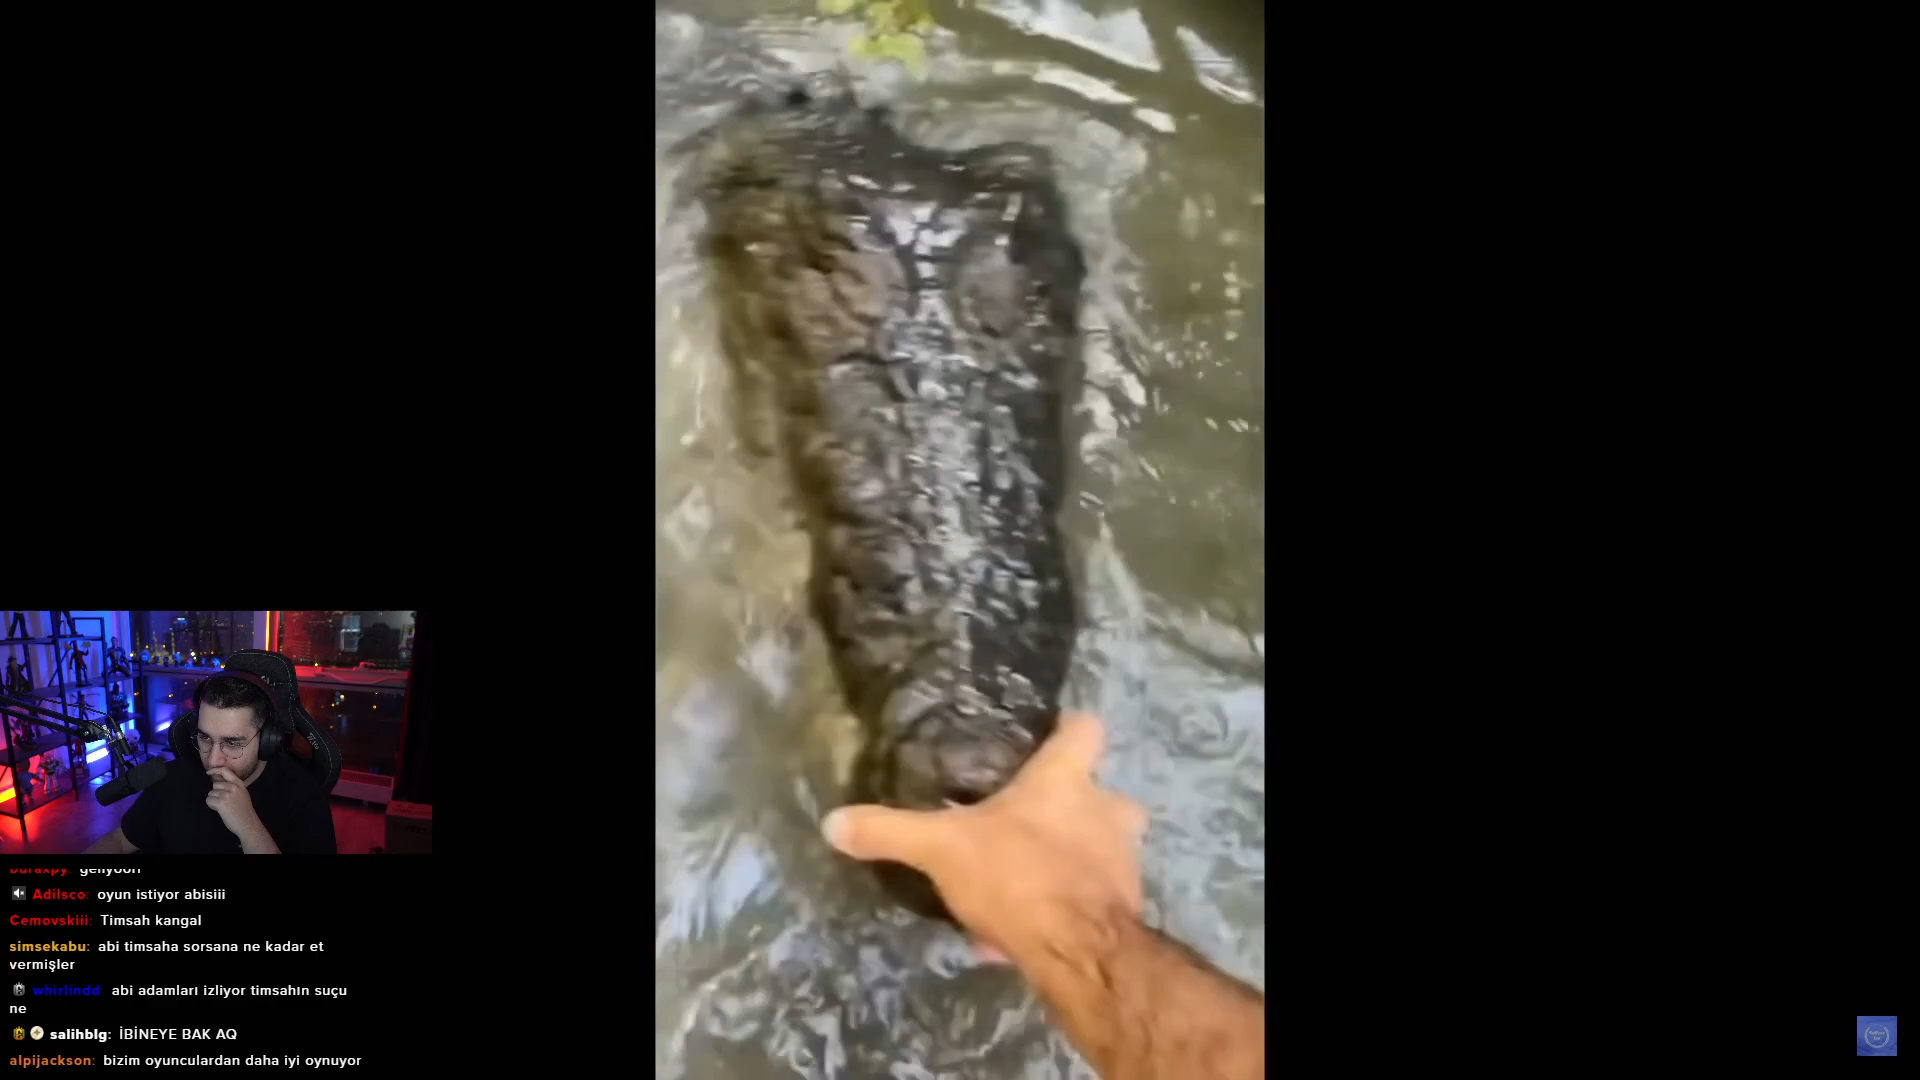 Adilsco: oyun istiyor abisiii
Cemovskiii: Timsah kangal
simsekabu: abi timsaha sorsana ne kadar et
vermişler
whirlindd: abi adamları izliyor timsahın suçu
ne
salihblg: İBİNEYE BAK AQ
alpijackson: bizim oyunculardan daha iyi oynuyor